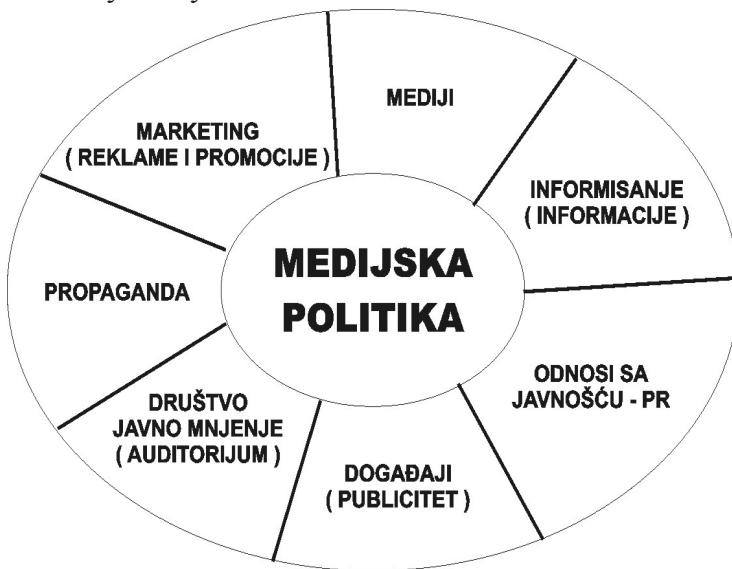 MEDIJI
INFORMISANJE
( INFORMACIJE )
ODNOSI SA
JAVNOŠĆU - PR
DOGAĐAJI
( PUBLICITET )
DRUŠTVO
JAVNO MNJENJE
( AUDITORIJUM )
PROPAGANDA
MARKETING
( REKLAME I PROMOCIJE )
MEDIJSKA
POLITIKA